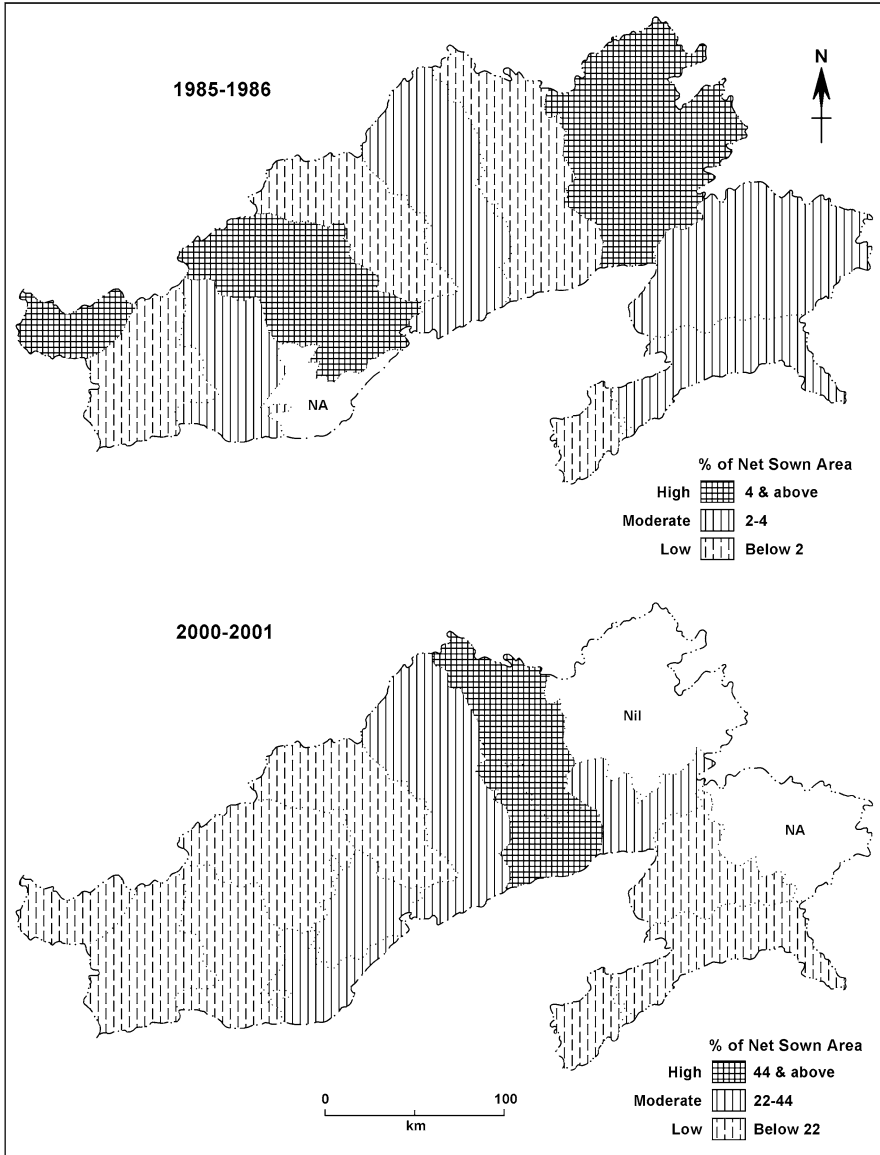 1985-1986
N
NA
% of Net Sown Area
High 4 & above
Moderate 2-4
Low Below 2
2000-2001
Nil
NA
% of Net Sown Area
High 44 & above
Moderate 22-44
Low Below 22
0 100
km